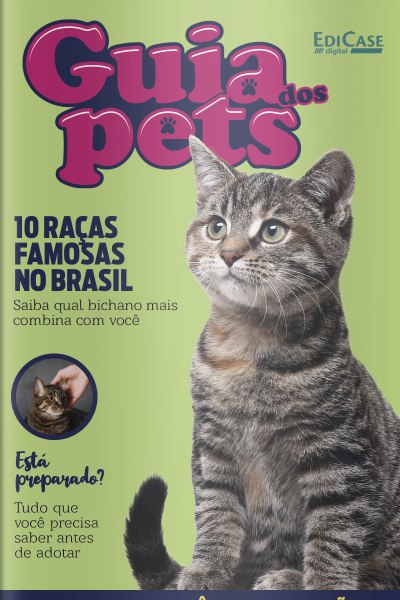 Guia
dos
pets
EDICASE
digital
10 RAÇAS
FAMOSAS
NO BRASIL
Saiba qual bichano mais
combina com você
Está
preparado?
Tudo que
você precisa
saber antes
de adotar